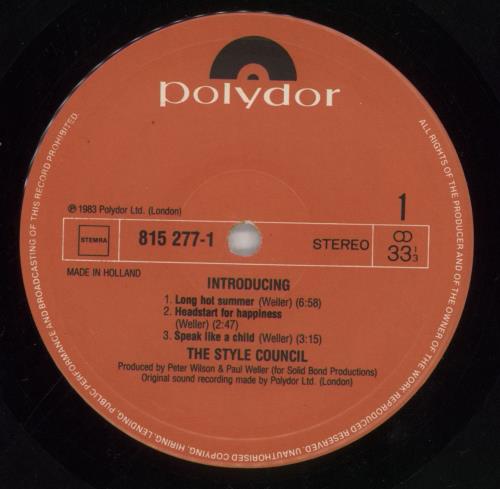 polydor
℗ 1983 Polydor Ltd. (London)
1
STEMRA
815 277-1
STEREO
33 1/3
MADE IN HOLLAND
INTRODUCING
1. Long hot summer (Weller) (6:58)
2. Headstart for happiness
(Weller) (2:47)
3. Speak like a child (Weller) (3:15)
THE STYLE COUNCIL
Produced by Peter Wilson & Paul Weller (for Solid Bond Productions)
Original sound recording made by Polydor Ltd. (London)
ALL RIGHTS OF THE PRODUCER AND OF THE OWNER OF THE WORK REPRODUCED RESERVED. UNAUTHORISED COPYING, HIRING, LENDING, PUBLIC PERFORMANCE AND BROADCASTING OF THIS RECORD PROHIBITED.